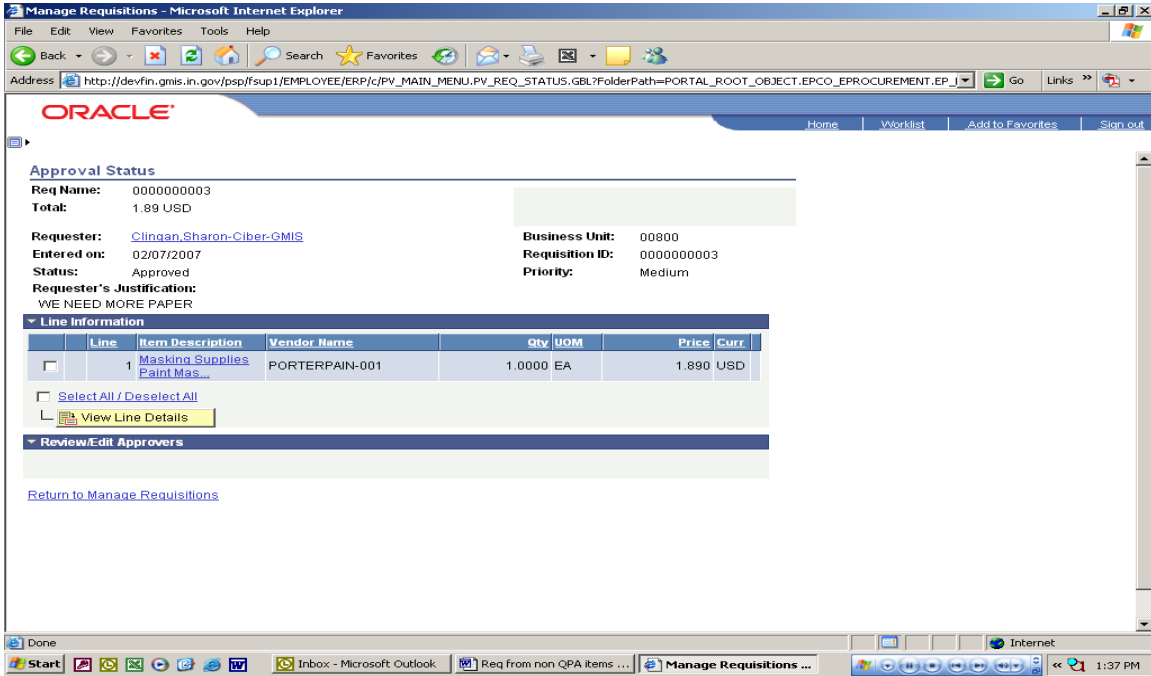 Manage Requisitions - Microsoft Internet Explorer
File Edit View Favorites Tools Help
Back Search Favorites
Address http://devfin.gmis.in.gov/psp/fsup1/EMPLOYEE/ERP/c/PV_MAIN_MENU.PV_REQ_STATUS.GBL?FolderPath=PORTAL_ROOT_OBJECT.EPCO_EPROCUREMENT.EP_ Go Links »
ORACLE
Home Worklist Add to Favorites Sign out
Approval Status
Req Name: 0000000003
Total: 1.89 USD
Requester: Clingan,Sharon-Ciber-GMIS Business Unit: 00800
Entered on: 02/07/2007 Requisition ID: 0000000003
Status: Approved Priority: Medium
Requester's Justification:
WE NEED MORE PAPER
Line Information
Line Item Description Vendor Name Qty UOM Price Curr
1 Masking Supplies Paint Mas... PORTERPAIN-001 1.0000 EA 1.890 USD
Select All / Deselect All
View Line Details
Review/Edit Approvers
Return to Manage Requisitions
Done Internet
Start Inbox - Microsoft Outlook Req from non QPA items ... Manage Requisitions ... « 1:37 PM